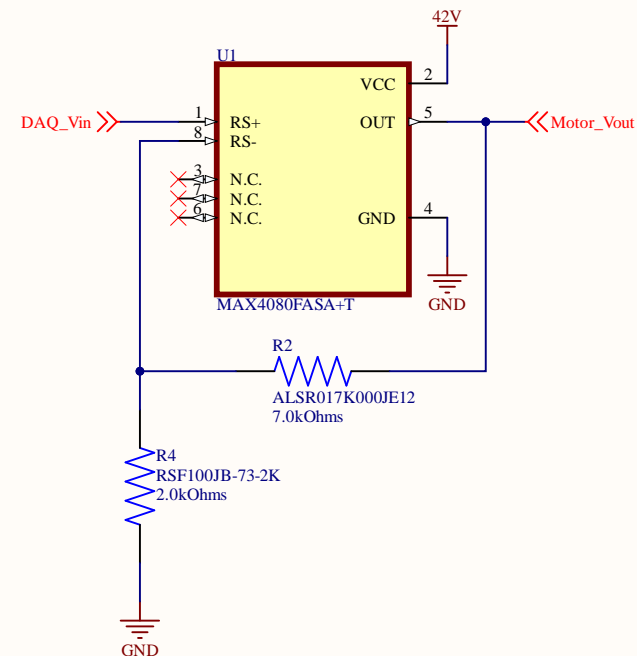 42V
U1
VCC
2
DAQ_Vin
1
RS+
OUT
5
Motor_Vout
8
RS-
3
N.C.
7
N.C.
6
N.C.
GND
4
GND
MAX4080FASA+T
R2
ALSR017K000JE12
7.0kOhms
R4
RSF100JB-73-2K
2.0kOhms
GND